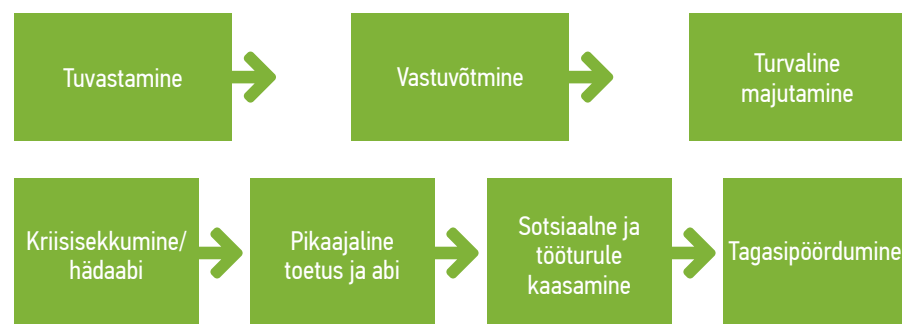 Tuvastamine
Vastuvõtmine
Turvaline
majutamine
Kriisisekkumine/
hädaabi
Pikaajaline
toetus ja abi
Sotsiaalne ja
tööturule
kaasamine
Tagasipöördumine